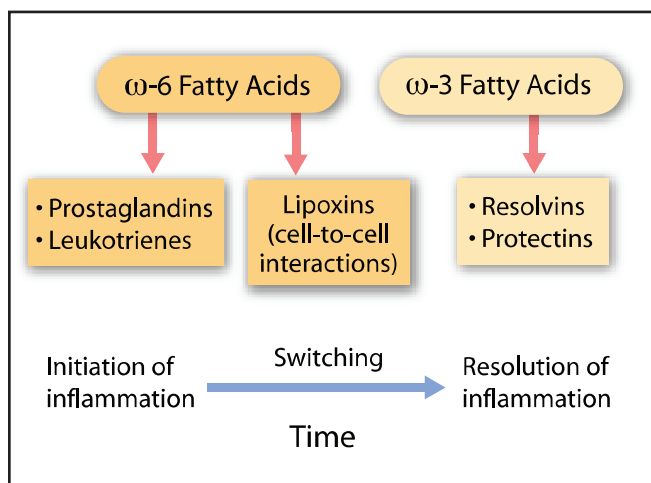 ω-6 Fatty Acids
ω-3 Fatty Acids
• Prostaglandins
• Leukotrienes
Lipoxins
(cell-to-cell
interactions)
• Resolvins
• Protectins
Initiation of
inflammation
Switching
Resolution of
inflammation
Time